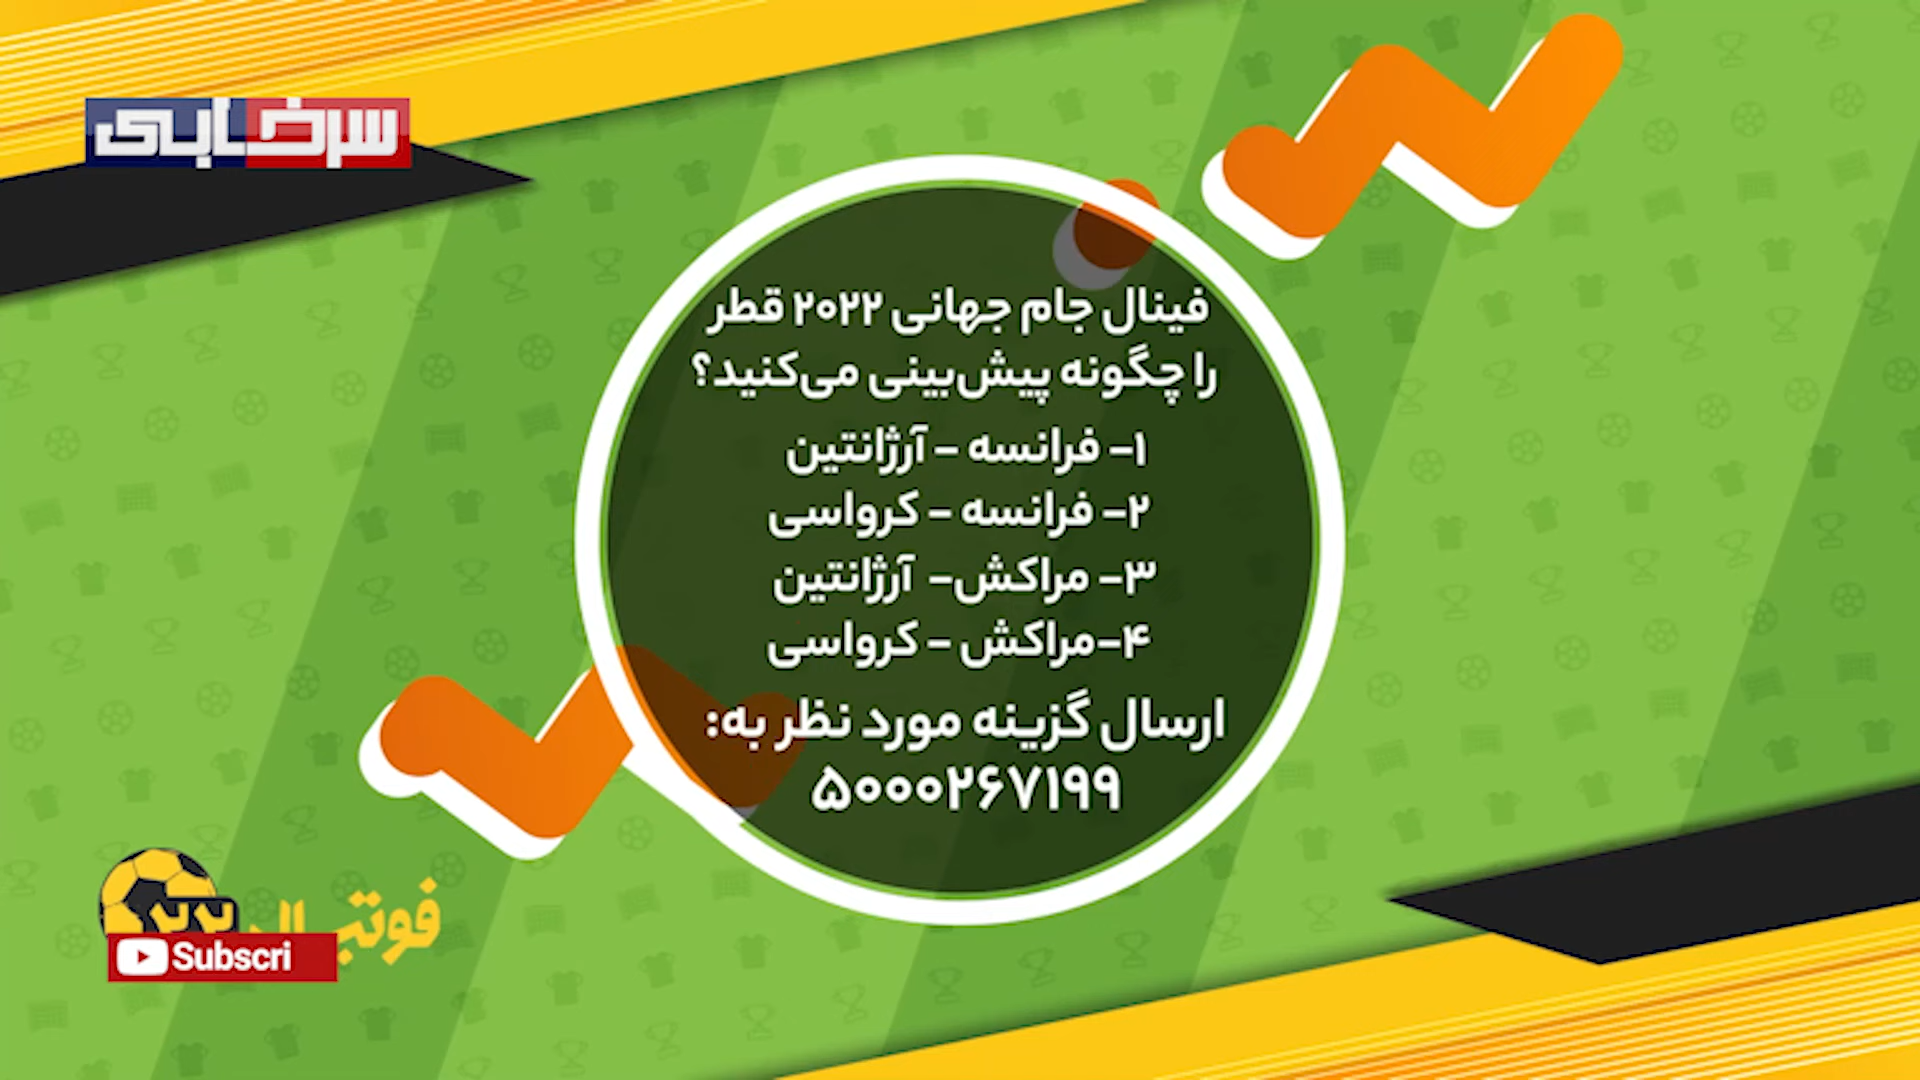 سرخابی
فینال جام جهانی ۲۰۲۲ قطر
را چگونه پیش‌بینی می‌کنید؟
۱- فرانسه - آرژانتین
۲- فرانسه - کرواسی
۳- مراکش- آرژانتین
۴-مراکش - کرواسی
ارسال گزینه مورد نظر به:
۵۰۰۰۲۶۷۱۹۹
Subscri